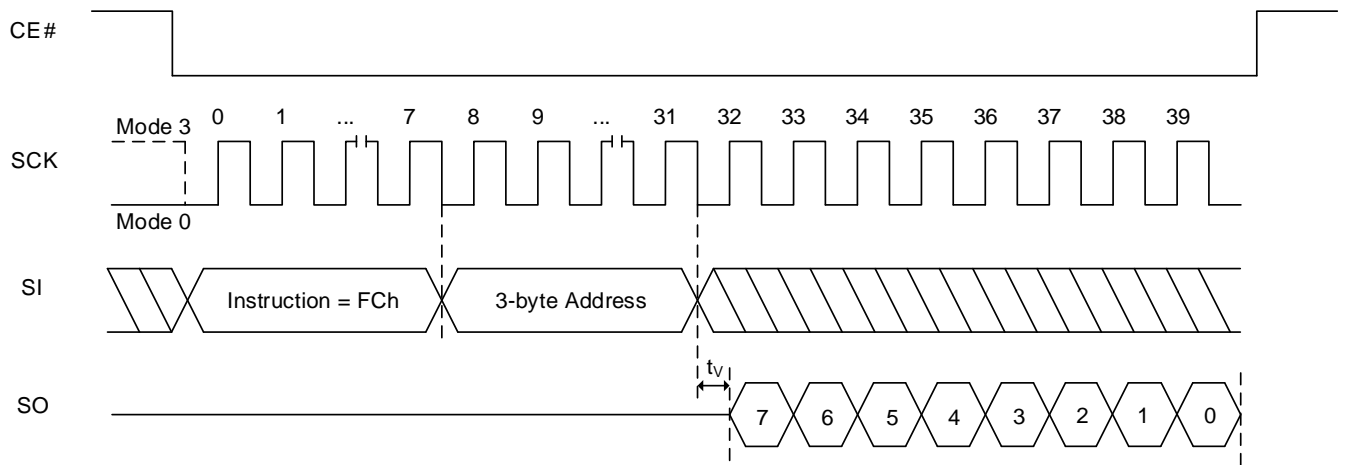 CE#
Mode 3 0 1 ... 7 8 9 ... 31 32 33 34 35 36 37 38 39
SCK
Mode 0
SI Instruction = FCh 3-byte Address
tV
SO 7 6 5 4 3 2 1 0